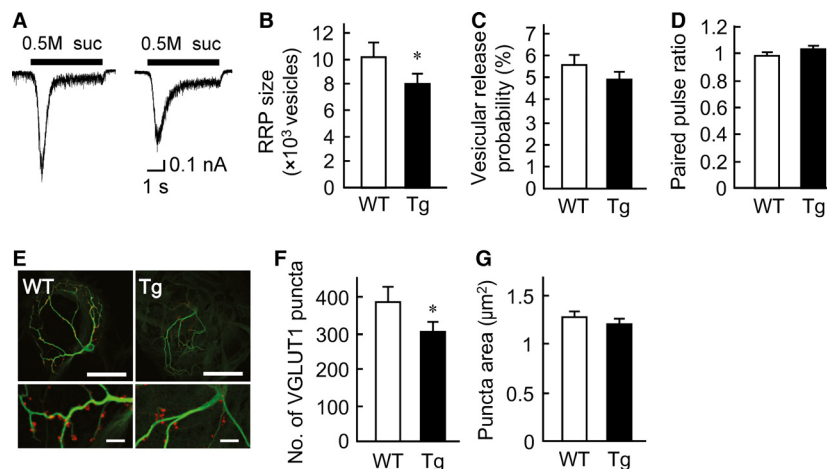 A
0.5M suc
0.5M suc
0.1 nA
1 s
B
RRP size
(×10³ vesicles)
12
10
8
6
4
2
0
*
WT Tg
C
Vesicular release
probability (%)
7
6
5
4
3
2
1
0
WT Tg
D
Paired pulse ratio
1.2
1
0.8
0.6
0.4
0.2
0
WT Tg
E
WT
Tg
F
No. of VGLUT1 puncta
400
300
200
100
0
*
WT Tg
G
Puncta area (μm²)
1.5
1
0.5
0
WT Tg